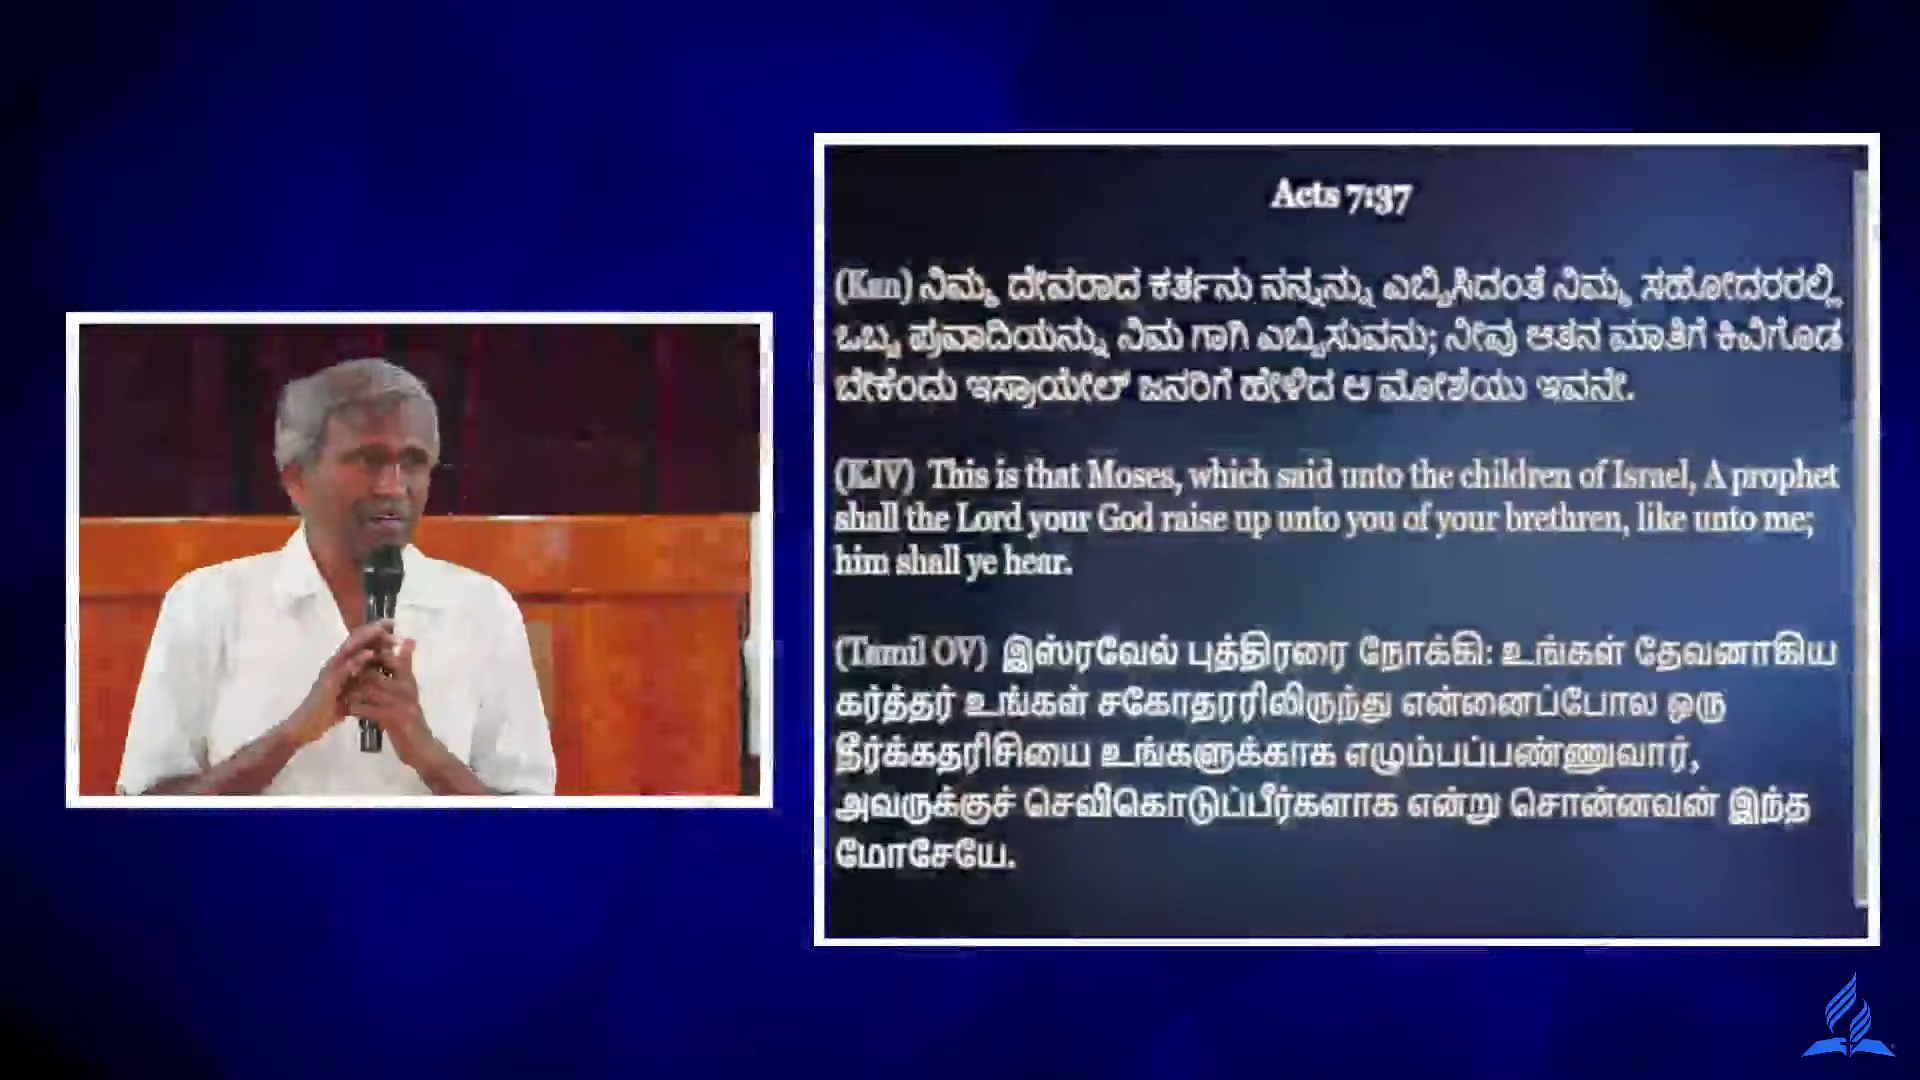 Acts 7:37
(Kan) ನಿಮ್ಮ ದೇವರಾದ ಕರ್ತನು ನನ್ನನ್ನು ಎಬ್ಬಿಸಿದಂತೆ ನಿಮ್ಮ ಸಹೋದರರಲ್ಲಿ
ಒಬ್ಬ ಪ್ರವಾದಿಯನ್ನು ನಿಮ ಗಾಗಿ ಎಬ್ಬಿಸುವನು; ನೀವು ಆತನ ಮಾತಿಗೆ ಕಿವಿಗೊಡ
ಬೇಕೆಂದು ಇಸ್ರಾಯೇಲ್ ಜನರಿಗೆ ಹೇಳಿದ ಆ ಮೋಶೆಯು ಇವನೇ.
(KJV) This is that Moses, which said unto the children of Israel, A prophet
shall the Lord your God raise up unto you of your brethren, like unto me;
him shall ye hear.
(Tamil OV) இஸ்ரவேல் புத்திரரை நோக்கி: உங்கள் தேவனாகிய
கர்த்தர் உங்கள் சகோதரரிலிருந்து என்னைப்போல ஒரு
தீர்க்கதரிசியை உங்களுக்காக எழும்பப்பண்ணுவார்,
அவருக்குச் செவிகொடுப்பீர்களாக என்று சொன்னவன் இந்த
மோசேயே.